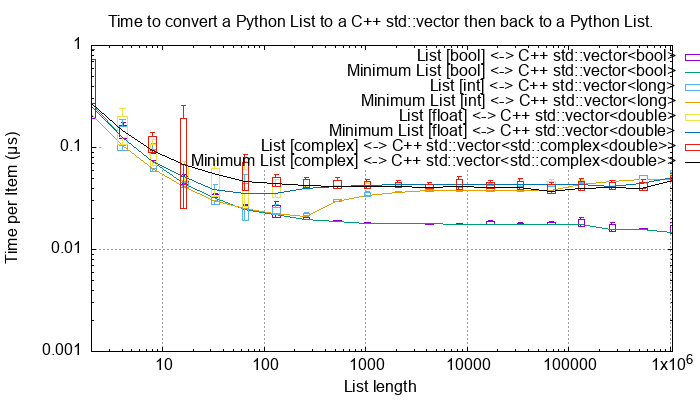 Time to convert a Python List to a C++ std::vector then back to a Python List.
List [bool] <-> C++ std::vector<bool>
Minimum List [bool] <-> C++ std::vector<bool>
List [int] <-> C++ std::vector<long>
Minimum List [int] <-> C++ std::vector<long>
List [float] <-> C++ std::vector<double>
Minimum List [float] <-> C++ std::vector<double>
List [complex] <-> C++ std::vector<std::complex<double>>
Minimum List [complex] <-> C++ std::vector<std::complex<double>>
Time per Item (µs)
1
0.1
0.01
0.001
10 100 1000 10000 100000 1x10⁶
List length